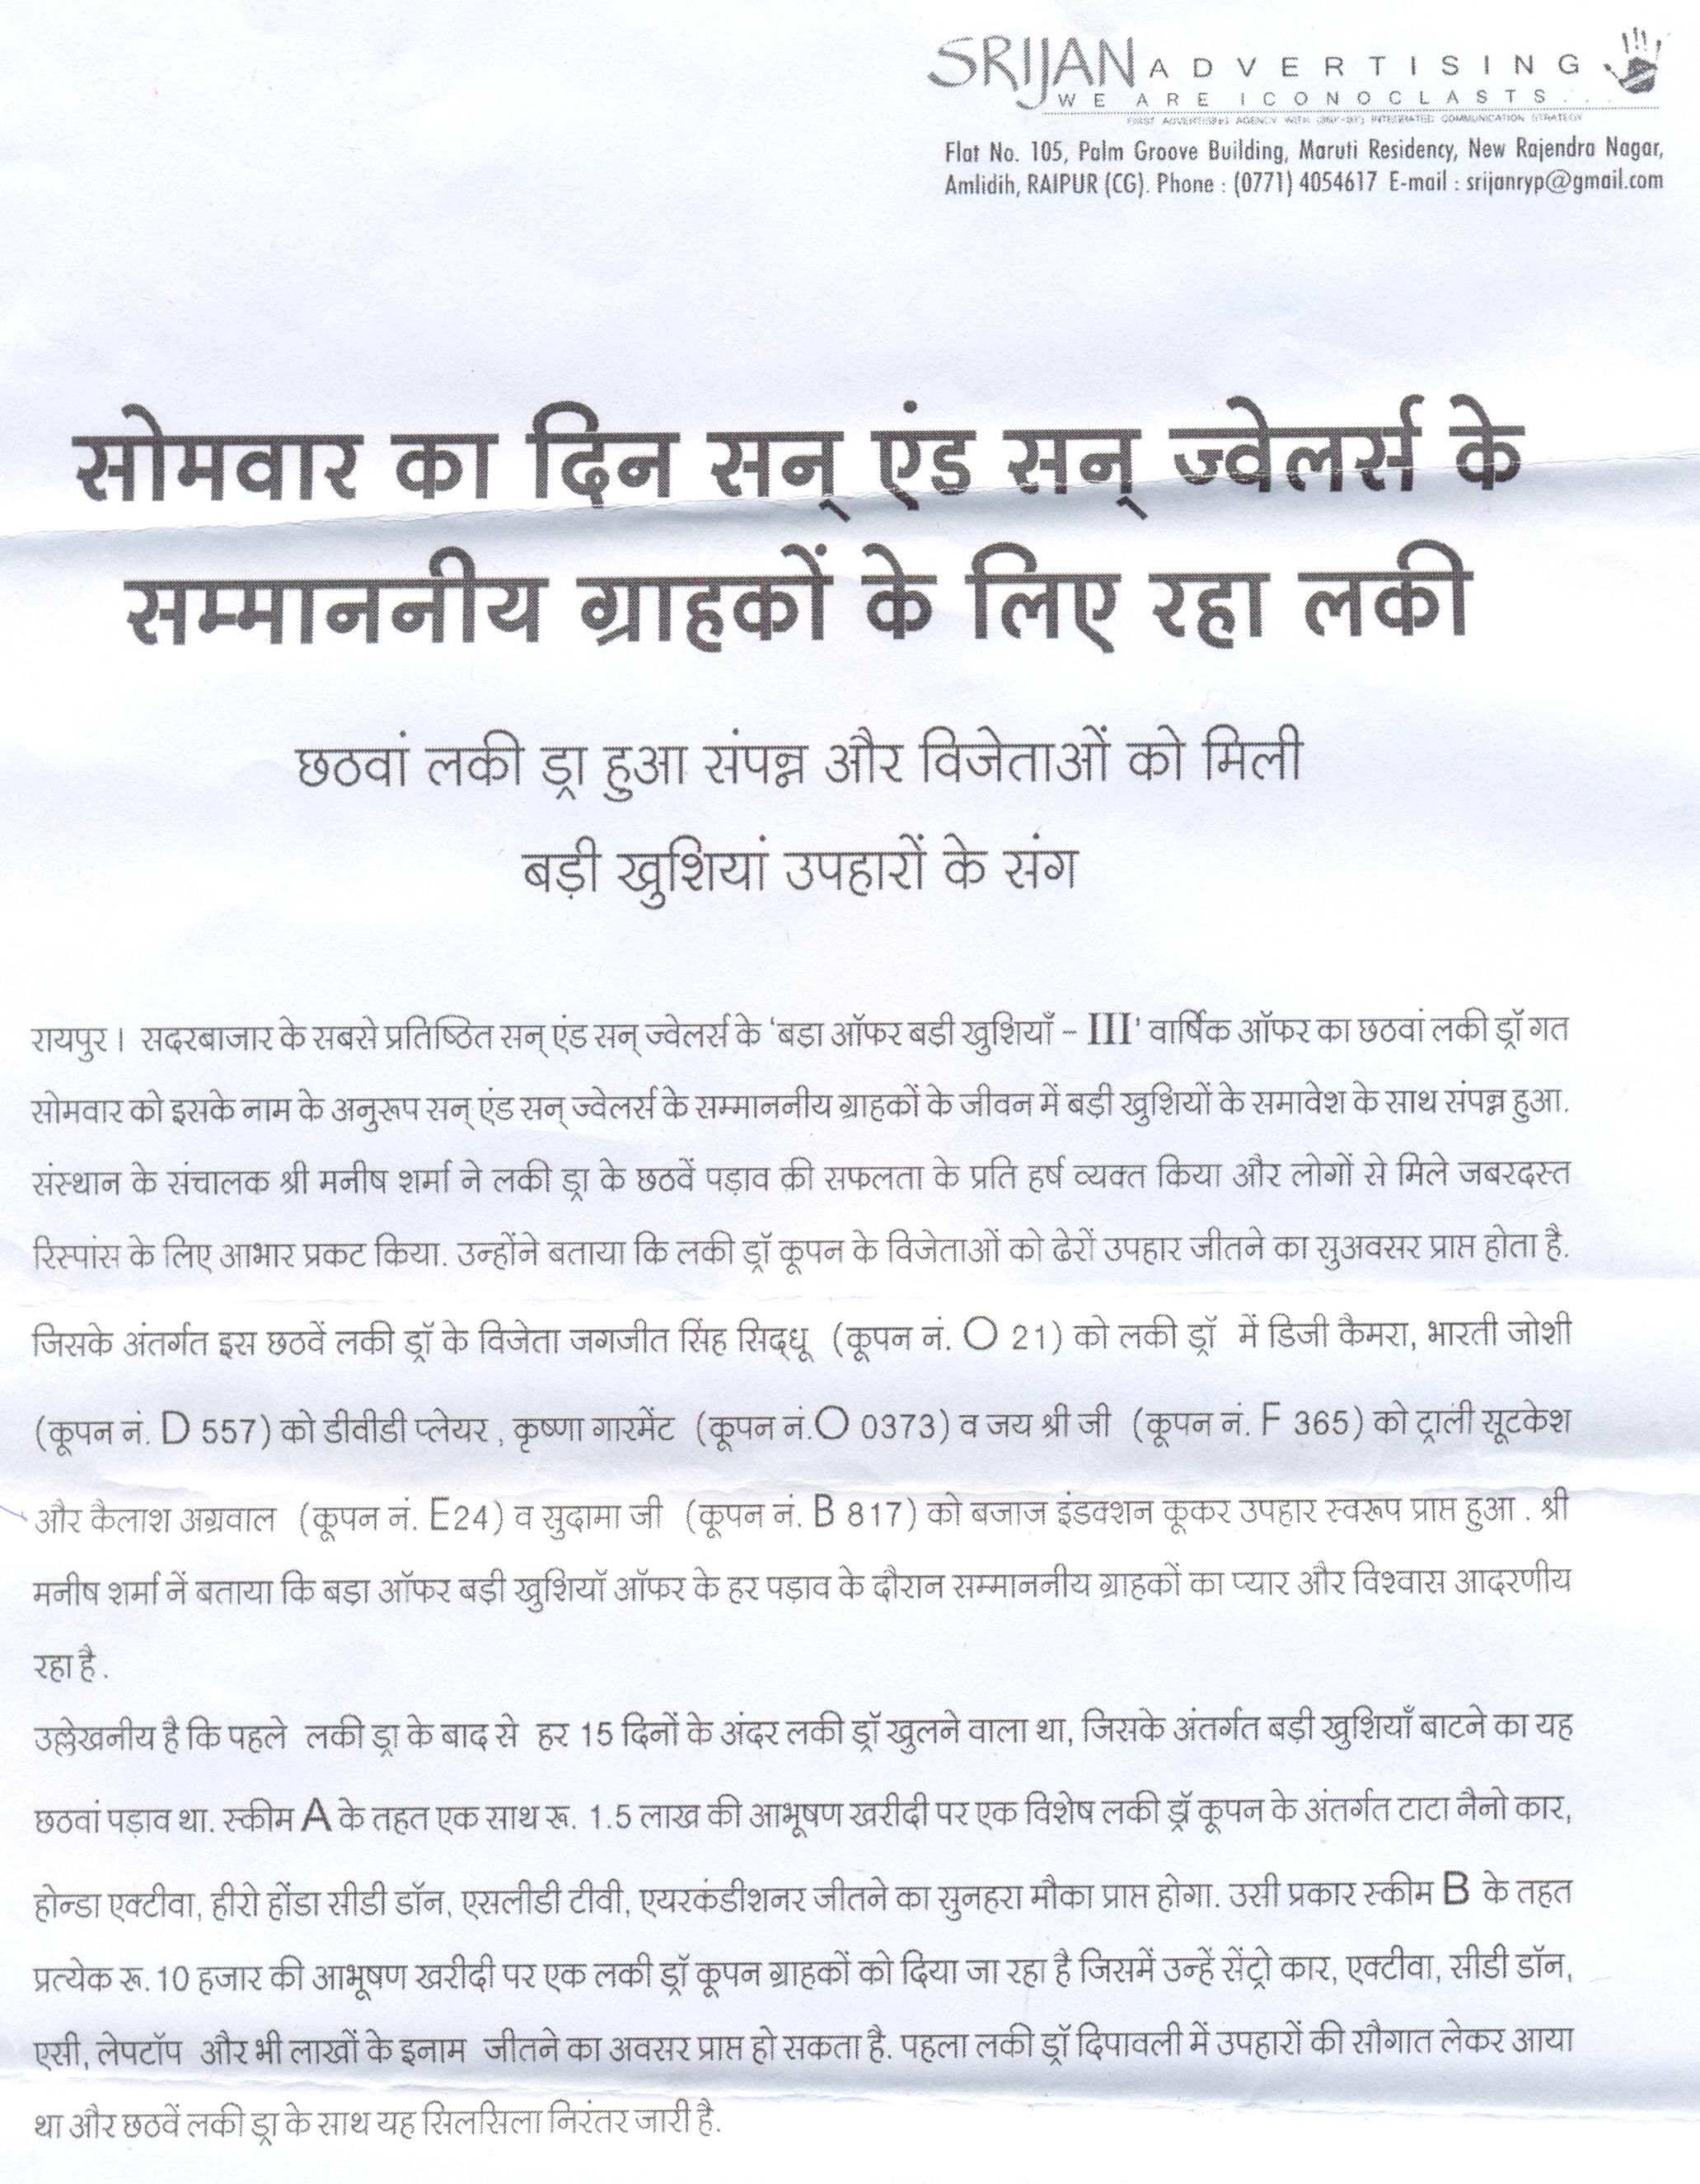 SRIJAN ADVERTISING
WE ARE ICONOCLASTS...
FIRST ADVERTISING AGENCY WITH (360°+90°) INTEGRATED COMMUNICATION STRATEGY
Flat No. 105, Palm Groove Building, Maruti Residency, New Rajendra Nagar,
Amlidih, RAIPUR (CG). Phone : (0771) 4054617 E-mail : srijanryp@gmail.com
सोमवार का दिन सन् एंड सन् ज्वेलर्स के
सम्माननीय ग्राहकों के लिए रहा लकी
छठवां लकी ड्रा हुआ संपन्न और विजेताओं को मिली
बड़ी खुशियां उपहारों के संग
रायपुर। सदरबाजार के सबसे प्रतिष्ठित सन् एंड सन् ज्वेलर्स के 'बडा ऑफर बडी खुशियाँ – III' वार्षिक ऑफर का छठवां लकी ड्रॉ गत
सोमवार को इसके नाम के अनुरूप सन् एंड सन् ज्वेलर्स के सम्माननीय ग्राहकों के जीवन में बड़ी खुशियों के समावेश के साथ संपन्न हुआ.
संस्थान के संचालक श्री मनीष शर्मा ने लकी ड्रा के छठवें पड़ाव की सफलता के प्रति हर्ष व्यक्त किया और लोगों से मिले जबरदस्त
रिस्पांस के लिए आभार प्रकट किया. उन्होंने बताया कि लकी ड्रॉ कूपन के विजेताओं को ढेरों उपहार जीतने का सुअवसर प्राप्त होता है.
जिसके अंतर्गत इस छठवें लकी ड्रॉ के विजेता जगजीत सिंह सिद्धू (कूपन नं. O 21) को लकी ड्रॉ में डिजी कैमरा, भारती जोशी
(कूपन नं. D 557) को डीवीडी प्लेयर , कृष्णा गारमेंट (कूपन नं.O 0373) व जय श्री जी (कूपन नं. F 365) को ट्राली सूटकेश
और कैलाश अग्रवाल (कूपन नं. E24) व सुदामा जी (कूपन नं. B 817) को बजाज इंडक्शन कूकर उपहार स्वरूप प्राप्त हुआ . श्री
मनीष शर्मा नें बताया कि बडा ऑफर बड़ी खुशियॉ ऑफर के हर पड़ाव के दौरान सम्माननीय ग्राहकों का प्यार और विश्वास आदरणीय
रहा है .
उल्लेखनीय है कि पहले लकी ड्रा के बाद से हर 15 दिनों के अंदर लकी ड्रॉ खुलने वाला था, जिसके अंतर्गत बड़ी खुशियाँ बाटने का यह
छठवां पड़ाव था. स्कीम A के तहत एक साथ रू. 1.5 लाख की आभूषण खरीदी पर एक विशेष लकी ड्रॉ कूपन के अंतर्गत टाटा नैनो कार,
होन्डा एक्टीवा, हीरो होंडा सीडी डॉन, एसलीडी टीवी, एयरकंडीशनर जीतने का सुनहरा मौका प्राप्त होगा. उसी प्रकार स्कीम B के तहत
प्रत्येक रू.10 हजार की आभूषण खरीदी पर एक लकी ड्रॉ कूपन ग्राहकों को दिया जा रहा है जिसमें उन्हें सेंट्रो कार, एक्टीवा, सीडी डॉन,
एसी, लेपटॉप और भी लाखों के इनाम जीतने का अवसर प्राप्त हो सकता है. पहला लकी ड्रॉ दिपावली में उपहारों की सौगात लेकर आया
था और छठवें लकी ड्रा के साथ यह सिलसिला निरंतर जारी है.